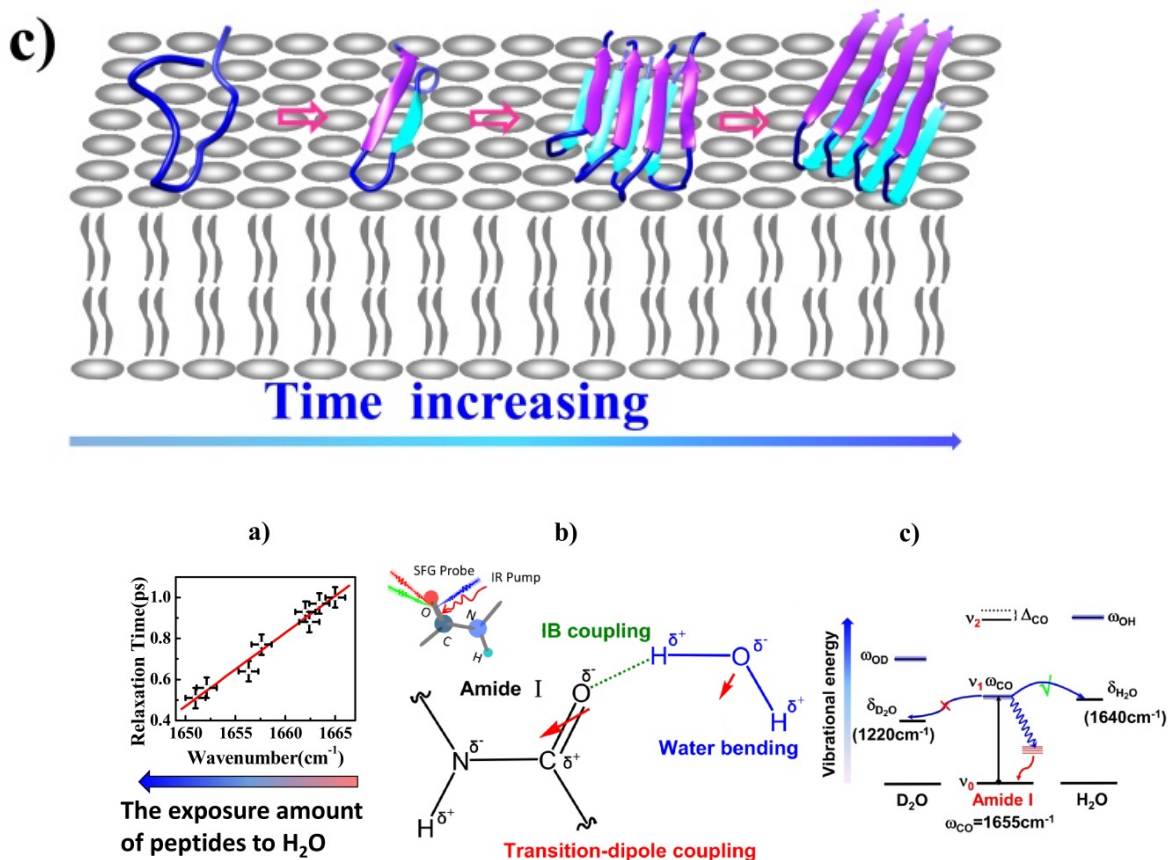 c)
Time increasing
a)
Relaxation Time(ps)
1.0
0.8
0.6
0.4
1650 1655 1660 1665
Wavenumber(cm⁻¹)
The exposure amount
of peptides to H₂O
b)
SFG Probe
IR Pump
O
N
C
H
IB coupling
Amide I
H δ⁺
O δ⁻
H δ⁺
Water bending
O δ⁻
N δ⁻
C δ⁺
H δ⁺
Transition-dipole coupling
c)
Vibrational energy
ν₂
Δ_CO
ω_OH
ω_OD
ν₁ ω_CO
√
×
δ_D₂O
(1220cm⁻¹)
δ_H₂O
(1640cm⁻¹)
ν₀
D₂O
Amide I
H₂O
ω_CO=1655cm⁻¹